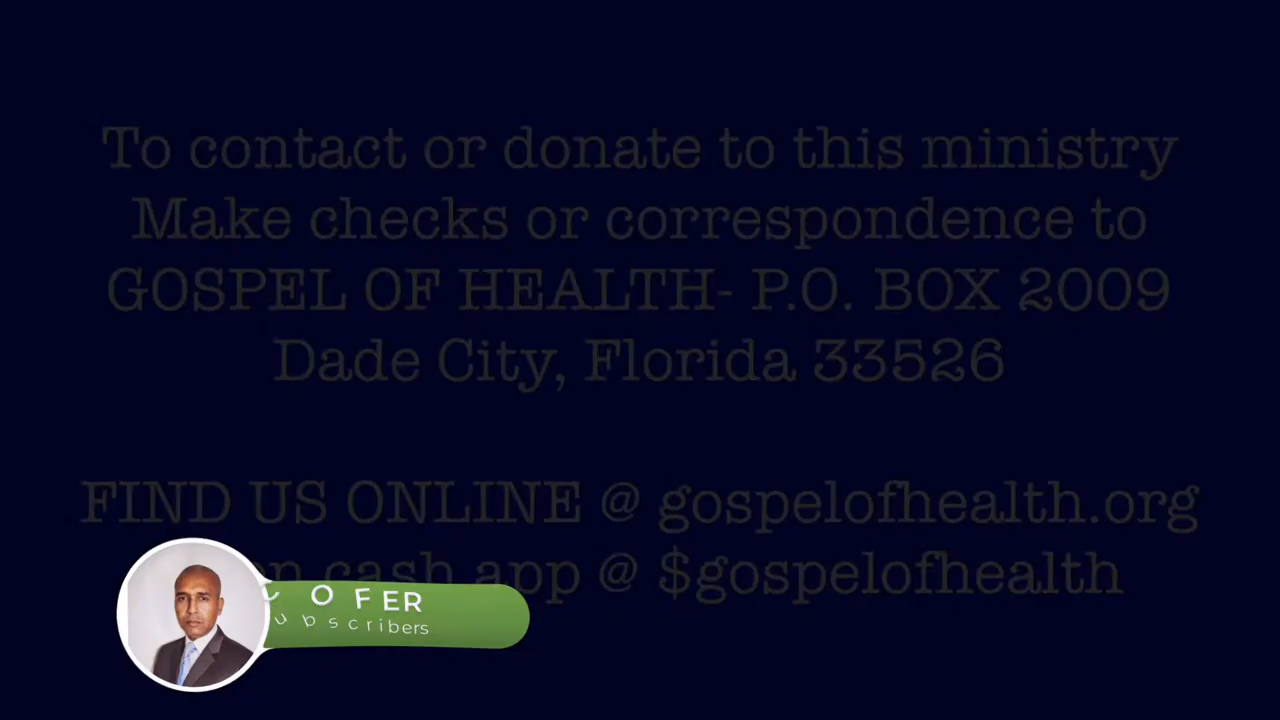 To contact or donate to this ministry
Make checks or correspondence to
GOSPEL OF HEALTH- P.O. BOX 2009
Dade City, Florida 33526
FIND US ONLINE @ gospelofhealth.org
cash app @ $gospelofhealth
OFER
ubscribers